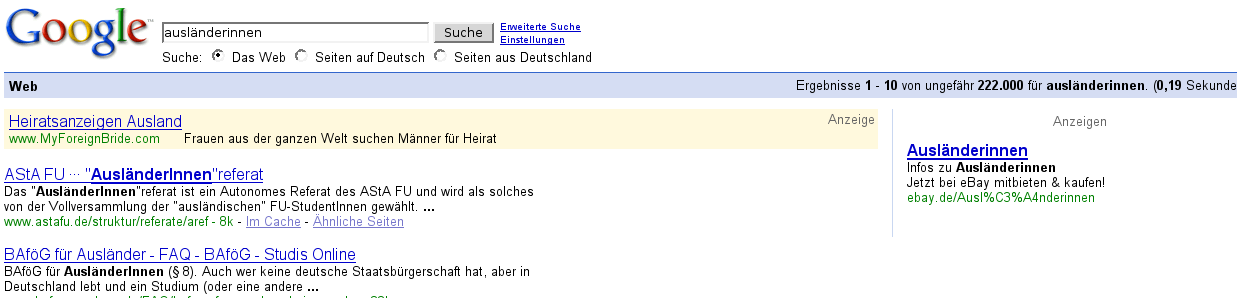 Google™
ausländerinnen Suche Erweiterte Suche
Einstellungen
Suche: Das Web Seiten auf Deutsch Seiten aus Deutschland
Web Ergebnisse 1 - 10 von ungefähr 222.000 für ausländerinnen. (0,19 Sekunde
Heiratsanzeigen Ausland Anzeige
www.MyForeignBride.com Frauen aus der ganzen Welt suchen Männer für Heirat
AStA FU ··· "AusländerInnen"referat
Das "AusländerInnen"referat ist ein Autonomes Referat des AStA FU und wird als solches
von der Vollversammlung der "ausländischen" FU-StudentInnen gewählt. ...
www.astafu.de/struktur/referate/aref - 8k - Im Cache - Ähnliche Seiten
BAföG für Ausländer - FAQ - BAföG - Studis Online
BAföG für AusländerInnen (§ 8). Auch wer keine deutsche Staatsbürgerschaft hat, aber in
Deutschland lebt und ein Studium (oder eine andere ...
Anzeigen
Ausländerinnen
Infos zu Ausländerinnen
Jetzt bei eBay mitbieten & kaufen!
ebay.de/Ausl%C3%A4nderinnen